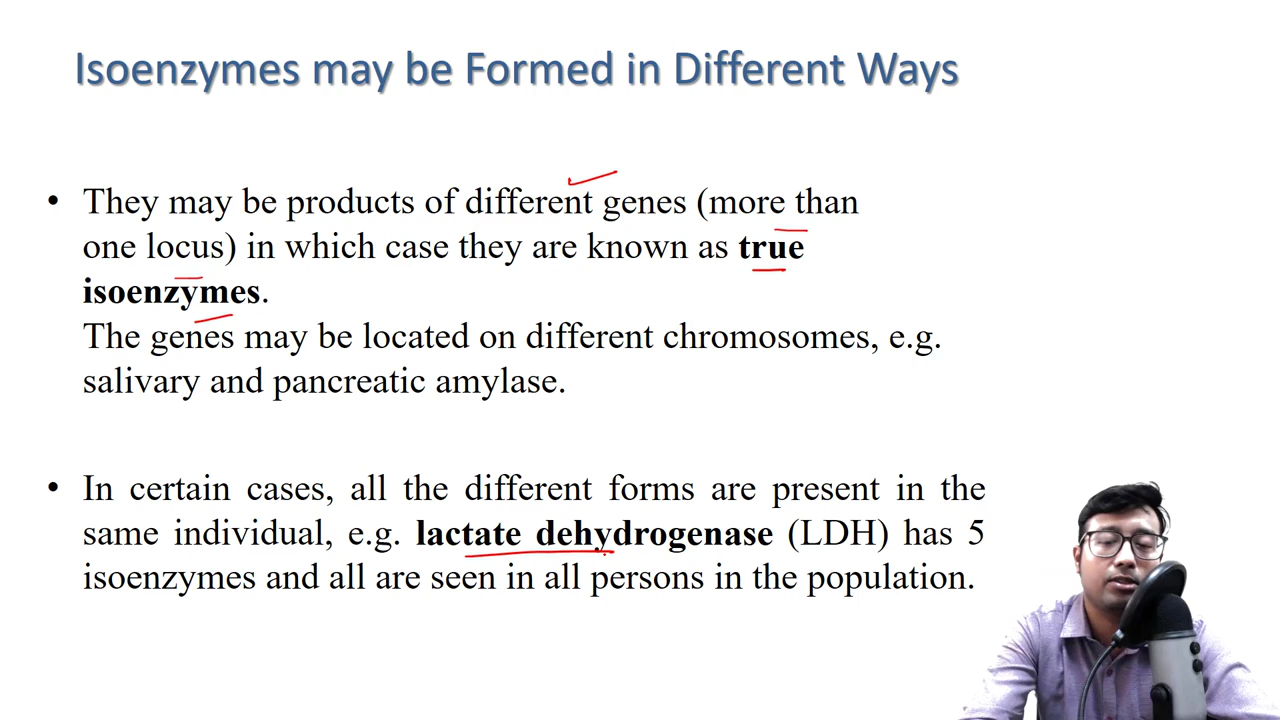 Isoenzymes may be Formed in Different Ways
• They may be products of different genes (more than
one locus) in which case they are known as true
isoenzymes.
The genes may be located on different chromosomes, e.g.
salivary and pancreatic amylase.
• In certain cases, all the different forms are present in the
same individual, e.g. lactate dehydrogenase (LDH) has 5
isoenzymes and all are seen in all persons in the population.